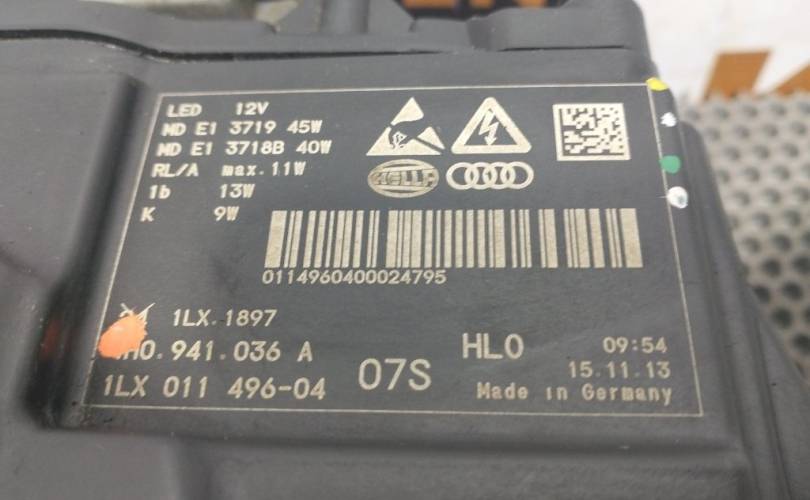 LED 12V
MD E1 3719 45W
MD E1 3718B 40W
RL/A max.11W
1b 13W
K 9W
HELLA
0114960400024795
1LX.1897
H0.941.036 A
1LX 011 496-04
07S
HL0
09:54
15.11.13
Made in Germany